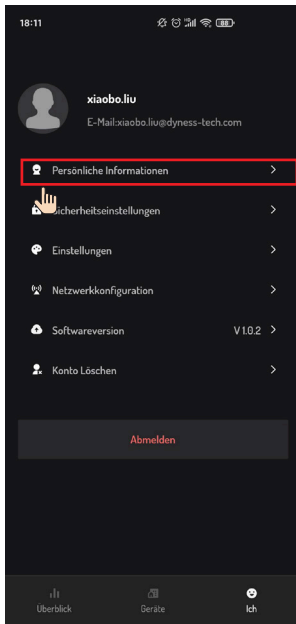 18:11
xiaobo.liu
E-Mail:xiaobo.liu@dyness-tech.com
Persönliche Informationen
Sicherheitseinstellungen
Einstellungen
Netzwerkkonfiguration
Softwareversion V 1.0.2
Konto Löschen
Abmelden
Überblick Geräte Ich